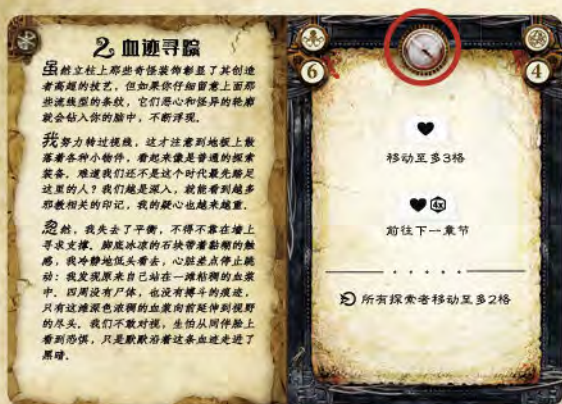 2 血迹寻踪
虽然立柱上那些奇怪装饰彰显了其创造
者高超的技艺，但如果你仔细留意上面那
些流线型的条纹，它们恶心和怪异的轮廓
就会钻入你的脑中，不断浮现。
我努力转过视线，这才注意到地板上散
落着各种小物件，看起来像是普通的探索
装备。难道我们还不是这个时代最先踏足
这里的人？我们越是深入，就能看到越多
邪教相关的印记，我的疑心也越来越重。
忽然，我失去了平衡，不得不靠在墙上
寻求支撑。脚底冰凉的石块带着黏糊的触
感，我冷静地低头看去，心脏差点停止跳
动：我发现原来自己站在一滩粘稠的血浆
中。四周没有尸体，也没有搏斗的痕迹，
只有这滩深色浓稠的血浆向前延伸到视野
的尽头。我们不敢对视，生怕从同伴脸上
看到恐惧，只是默默沿着这条血迹走进了
黑暗。
6
4
移动至多3格
4X
前往下一章节
所有探索者移动至多2格